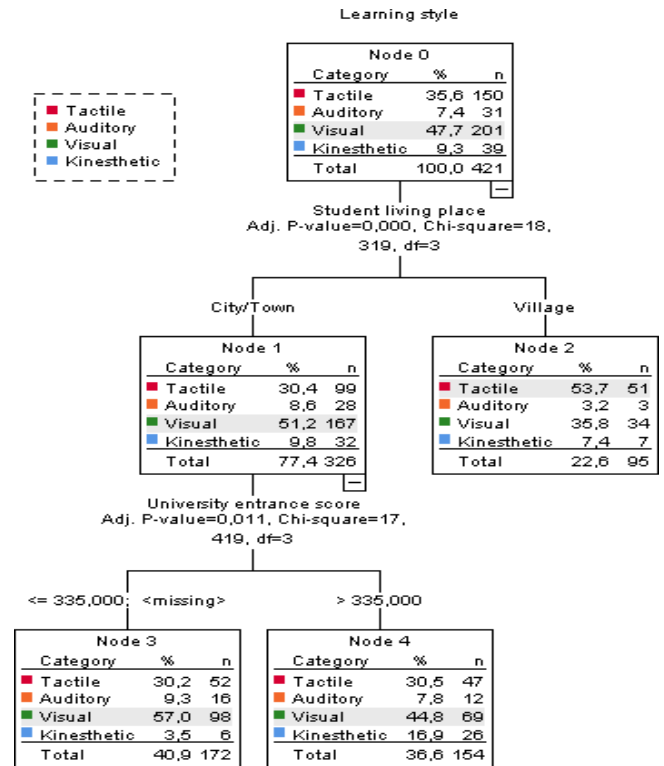 Learning style
Tactile
Auditory
Visual
Kinesthetic
Node 0
Category % n
Tactile 35,6 150
Auditory 7,4 31
Visual 47,7 201
Kinesthetic 9,3 39
Total 100,0 421
Student living place
Adj. P-value=0,000, Chi-square=18,
319, df=3
City/Town
Village
Node 1
Category % n
Tactile 30,4 99
Auditory 8,6 28
Visual 51,2 167
Kinesthetic 9,8 32
Total 77,4 326
Node 2
Category % n
Tactile 53,7 51
Auditory 3,2 3
Visual 35,8 34
Kinesthetic 7,4 7
Total 22,6 95
University entrance score
Adj. P-value=0,011, Chi-square=17,
419, df=3
<= 335,000; <missing>
> 335,000
Node 3
Category % n
Tactile 30,2 52
Auditory 9,3 16
Visual 57,0 98
Kinesthetic 3,5 6
Total 40,9 172
Node 4
Category % n
Tactile 30,5 47
Auditory 7,8 12
Visual 44,8 69
Kinesthetic 16,9 26
Total 36,6 154